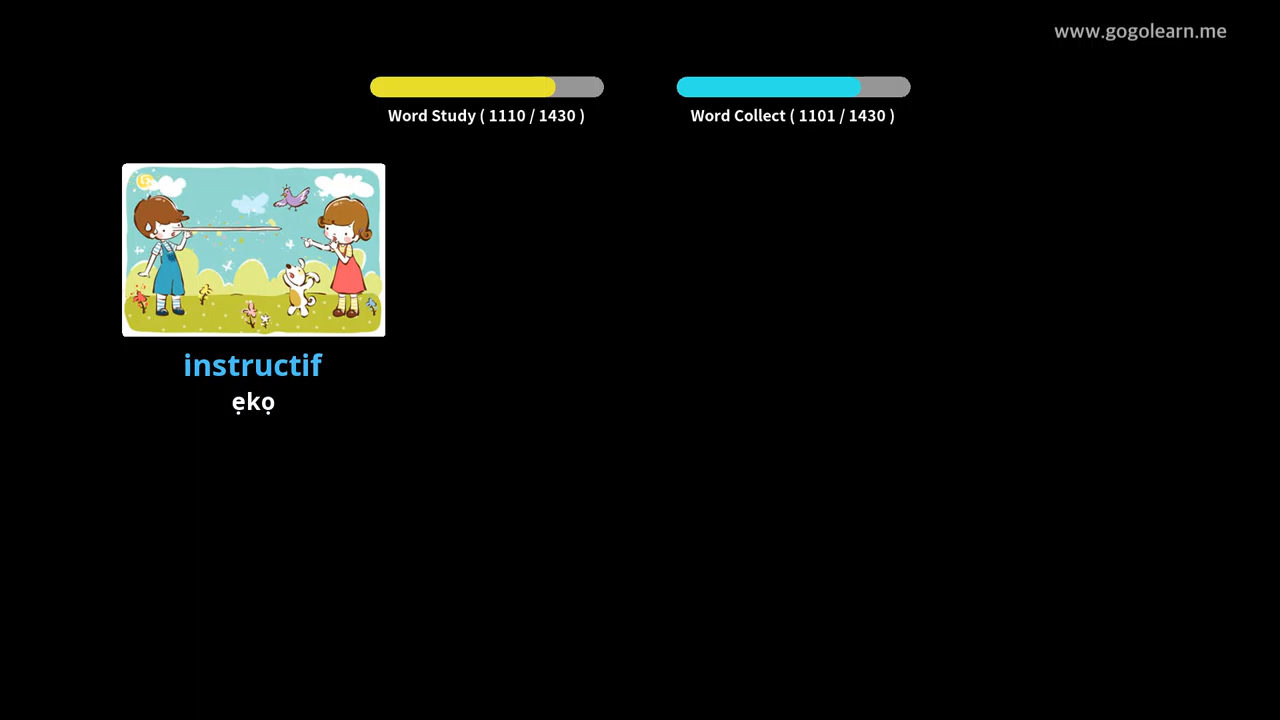 www.gogolearn.me
Word Study ( 1110 / 1430 )
Word Collect ( 1101 / 1430 )
instructif
ẹkọ